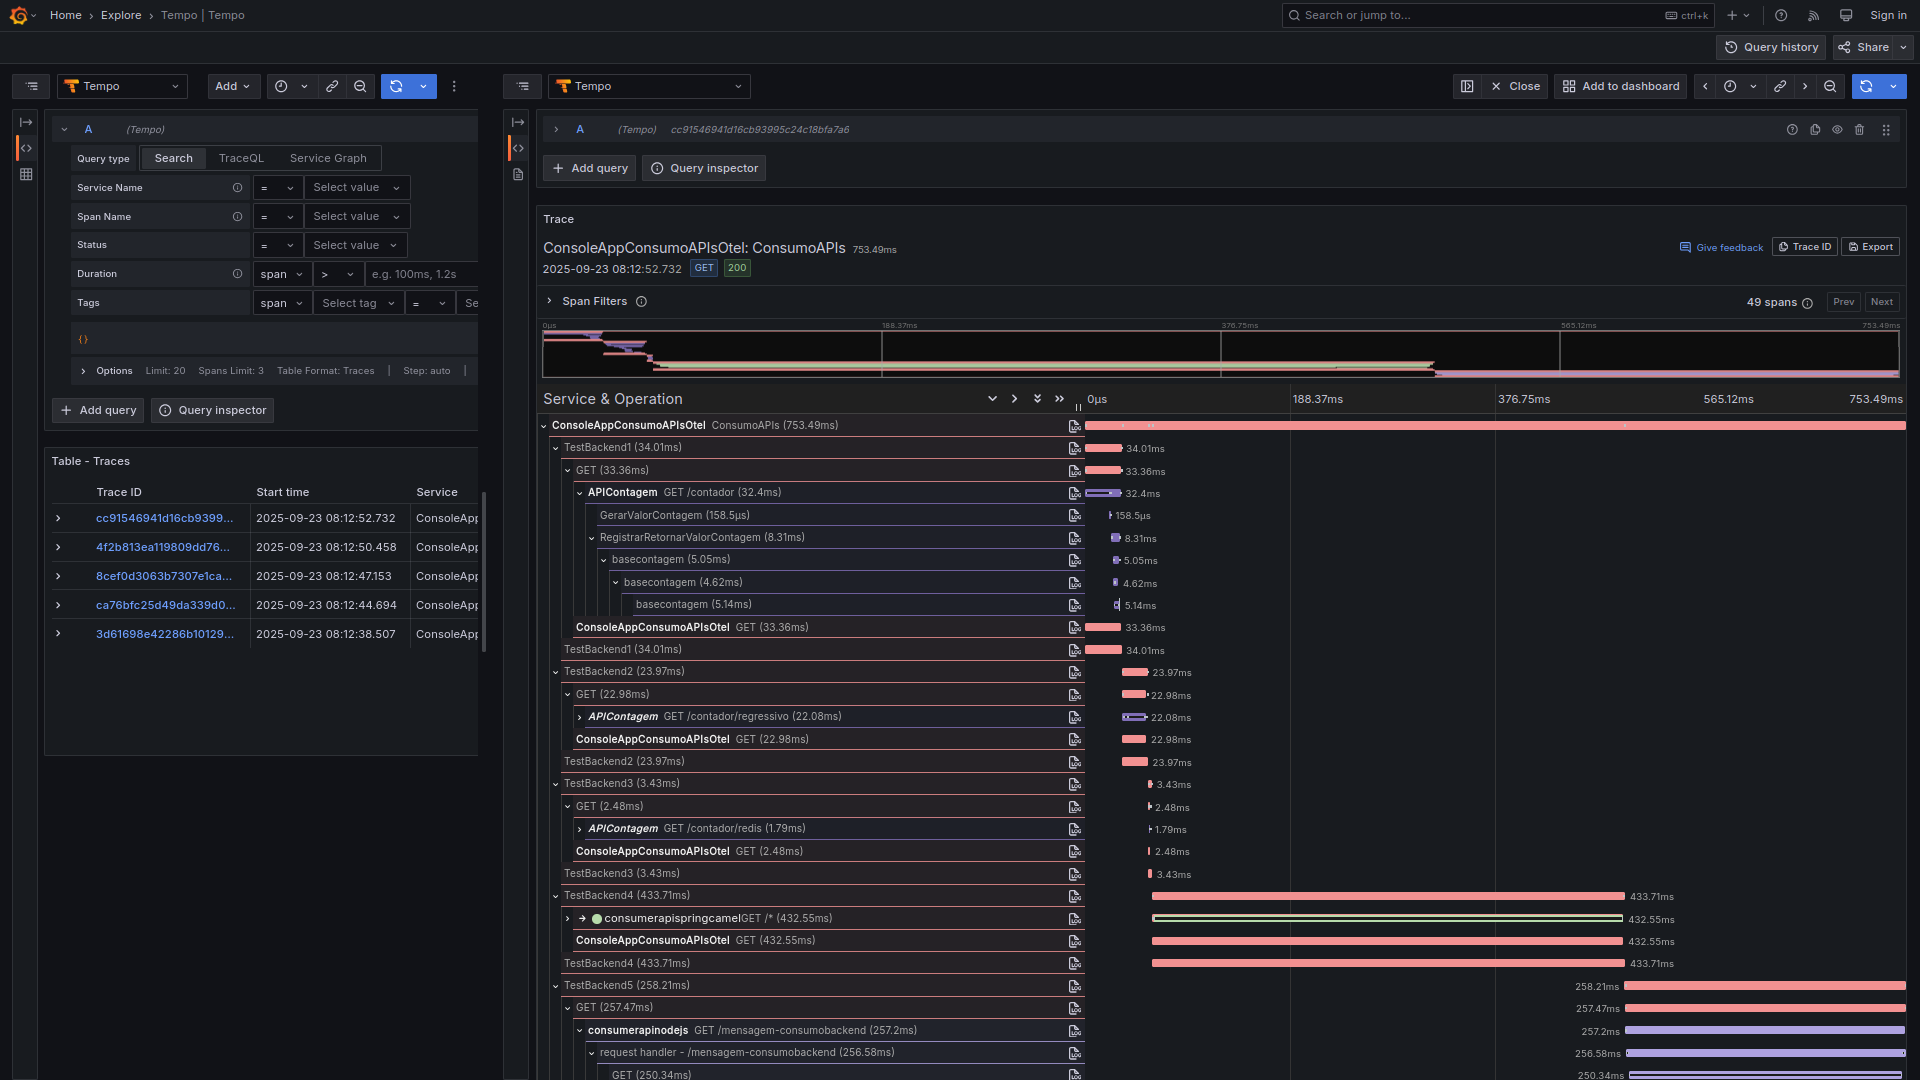 Home › Explore › Tempo | Tempo
Search or jump to... ctrl+k
Sign in
Query history
Share
Tempo
Add
Tempo
Close
Add to dashboard
A (Tempo)
Query type Search TraceQL Service Graph
Service Name = Select value
Span Name = Select value
Status = Select value
Duration span > e.g. 100ms, 1.2s
Tags span Select tag = Se
{}
Options Limit: 20 Spans Limit: 3 Table Format: Traces | Step: auto |
+ Add query Query inspector
Table - Traces
Trace ID Start time Service
cc91546941d16cb9399... 2025-09-23 08:12:52.732 ConsoleApp
4f2b813ea119809dd76... 2025-09-23 08:12:50.458 ConsoleApp
8cef0d3063b7307e1ca... 2025-09-23 08:12:47.153 ConsoleApp
ca76bfc25d49da339d0... 2025-09-23 08:12:44.694 ConsoleApp
3d61698e42286b10129... 2025-09-23 08:12:38.507 ConsoleApp
A (Tempo) cc91546941d16cb93995c24c18bfa7a6
+ Add query Query inspector
Trace
ConsoleAppConsumoAPIsOtel: ConsumoAPIs 753.49ms
Give feedback Trace ID Export
2025-09-23 08:12:52.732 GET 200
Span Filters 49 spans Prev Next
0μs 188.37ms 376.75ms 565.12ms 753.49ms
Service & Operation 0μs 188.37ms 376.75ms 565.12ms 753.49ms
ConsoleAppConsumoAPIsOtel ConsumoAPIs (753.49ms)
TestBackend1 (34.01ms) 34.01ms
GET (33.36ms) 33.36ms
APIContagem GET /contador (32.4ms) 32.4ms
GerarValorContagem (158.5μs) 158.5μs
RegistrarRetornarValorContagem (8.31ms) 8.31ms
basecontagem (5.05ms) 5.05ms
basecontagem (4.62ms) 4.62ms
basecontagem (5.14ms) 5.14ms
ConsoleAppConsumoAPIsOtel GET (33.36ms) 33.36ms
TestBackend1 (34.01ms) 34.01ms
TestBackend2 (23.97ms) 23.97ms
GET (22.98ms) 22.98ms
APIContagem GET /contador/regressivo (22.08ms) 22.08ms
ConsoleAppConsumoAPIsOtel GET (22.98ms) 22.98ms
TestBackend2 (23.97ms) 23.97ms
TestBackend3 (3.43ms) 3.43ms
GET (2.48ms) 2.48ms
APIContagem GET /contador/redis (1.79ms) 1.79ms
ConsoleAppConsumoAPIsOtel GET (2.48ms) 2.48ms
TestBackend3 (3.43ms) 3.43ms
TestBackend4 (433.71ms) 433.71ms
consumerapispringcamelGET /* (432.55ms) 432.55ms
ConsoleAppConsumoAPIsOtel GET (432.55ms) 432.55ms
TestBackend4 (433.71ms) 433.71ms
TestBackend5 (258.21ms) 258.21ms
GET (257.47ms) 257.47ms
consumerapinodejs GET /mensagem-consumobackend (257.2ms) 257.2ms
request handler - /mensagem-consumobackend (256.58ms) 256.58ms
GET (250.34ms) 250.34ms